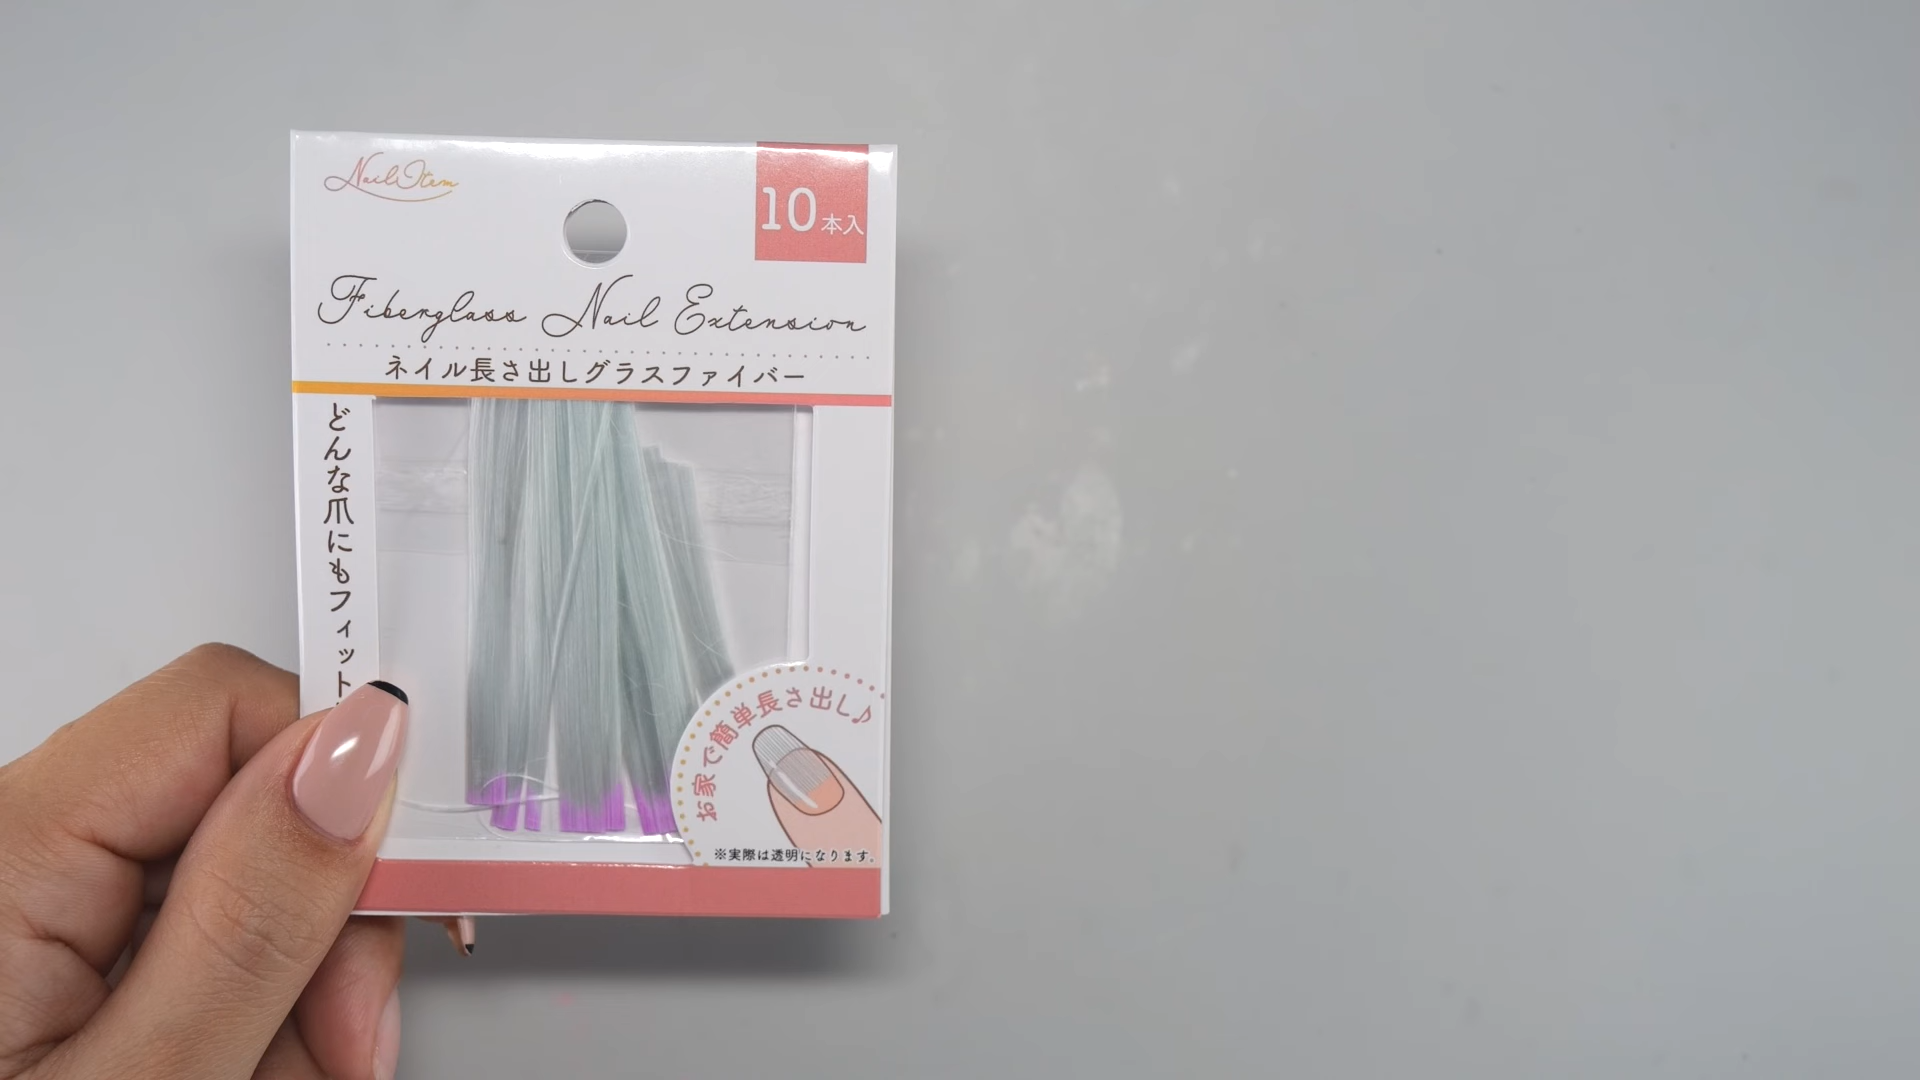 Nail Item
10本入
Fiberglass Nail Extension
ネイル長さ出しグラスファイバー
どんな爪にもフィット
お家で簡単長さ出し♪
※実際は透明になります。